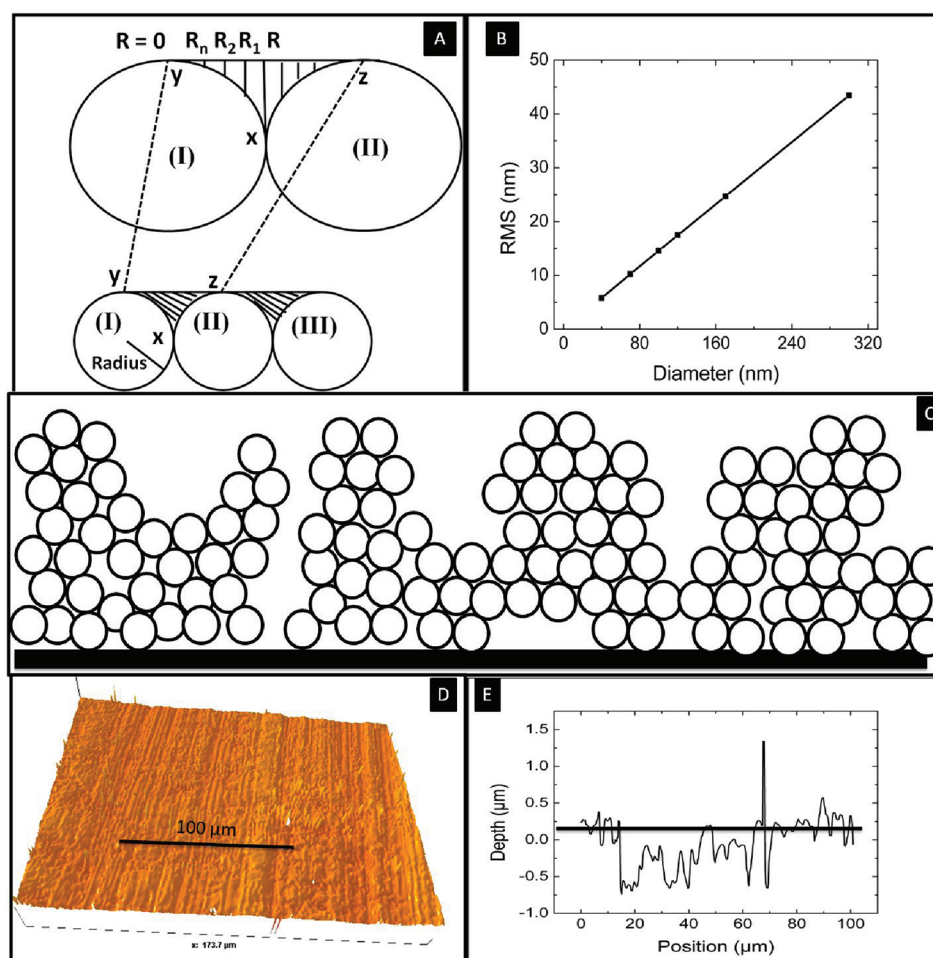 A
R = 0 Rn R2 R1 R
y
z
x
(I)
(II)
y
z
(I)
x
(II)
(III)
Radius
B
50
40
30
20
10
0
RMS (nm)
0
80
160
240
320
Diameter (nm)
C
D
100 µm
x: 173.7 µm
E
1.5
1.0
0.5
0.0
-0.5
-1.0
Depth (µm)
0
20
40
60
80
100
Position (µm)